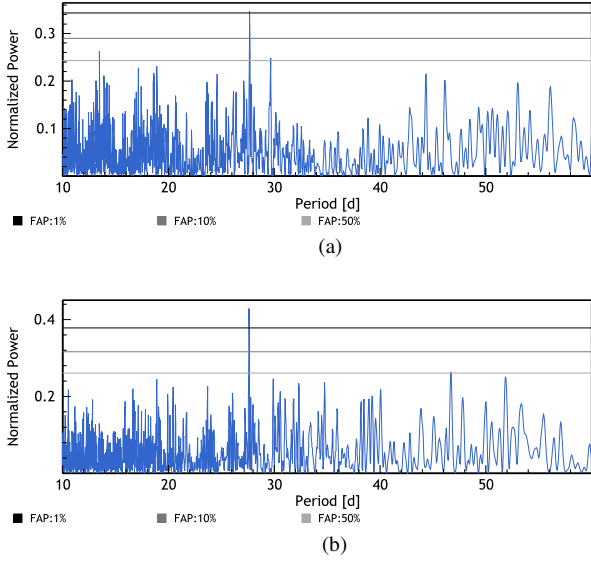 Normalized Power
0.3
0.2
0.1
10 20 30 40 50
Period [d]
FAP:1% FAP:10% FAP:50%
(a)
Normalized Power
0.4
0.2
10 20 30 40 50
Period [d]
FAP:1% FAP:10% FAP:50%
(b)